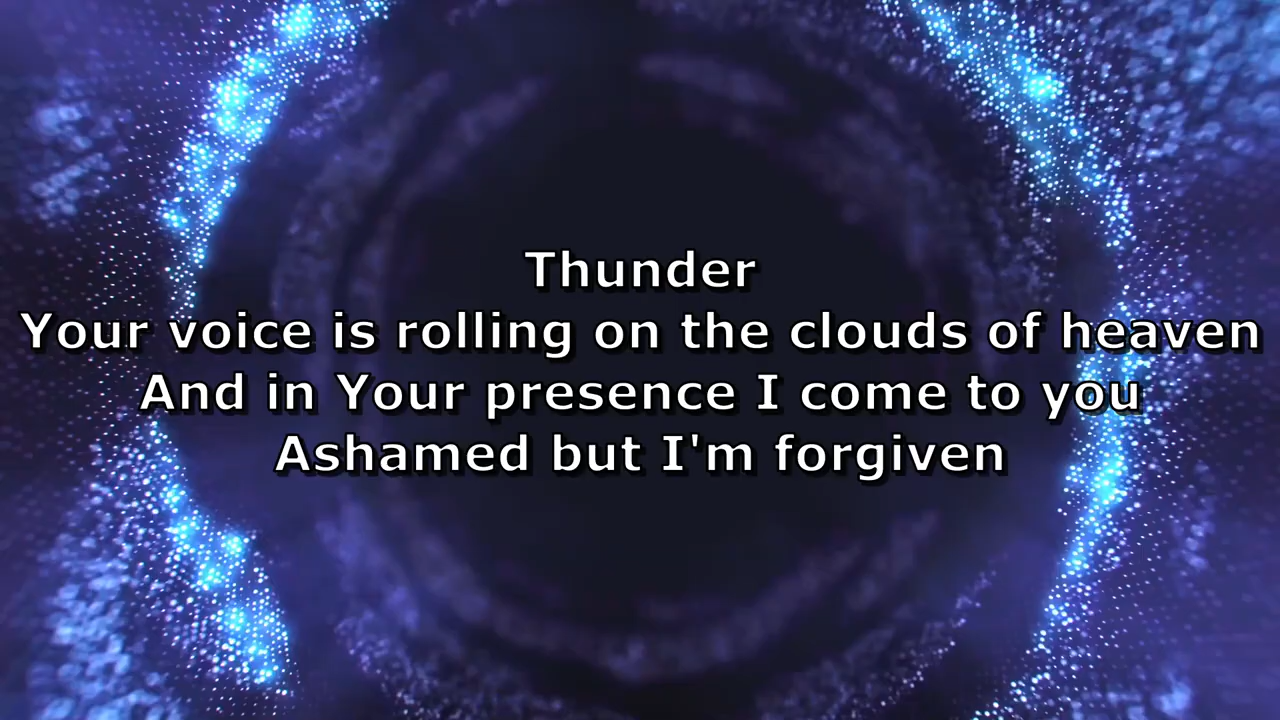 Thunder
Your voice is rolling on the clouds of heaven
And in Your presence I come to you
Ashamed but I'm forgiven